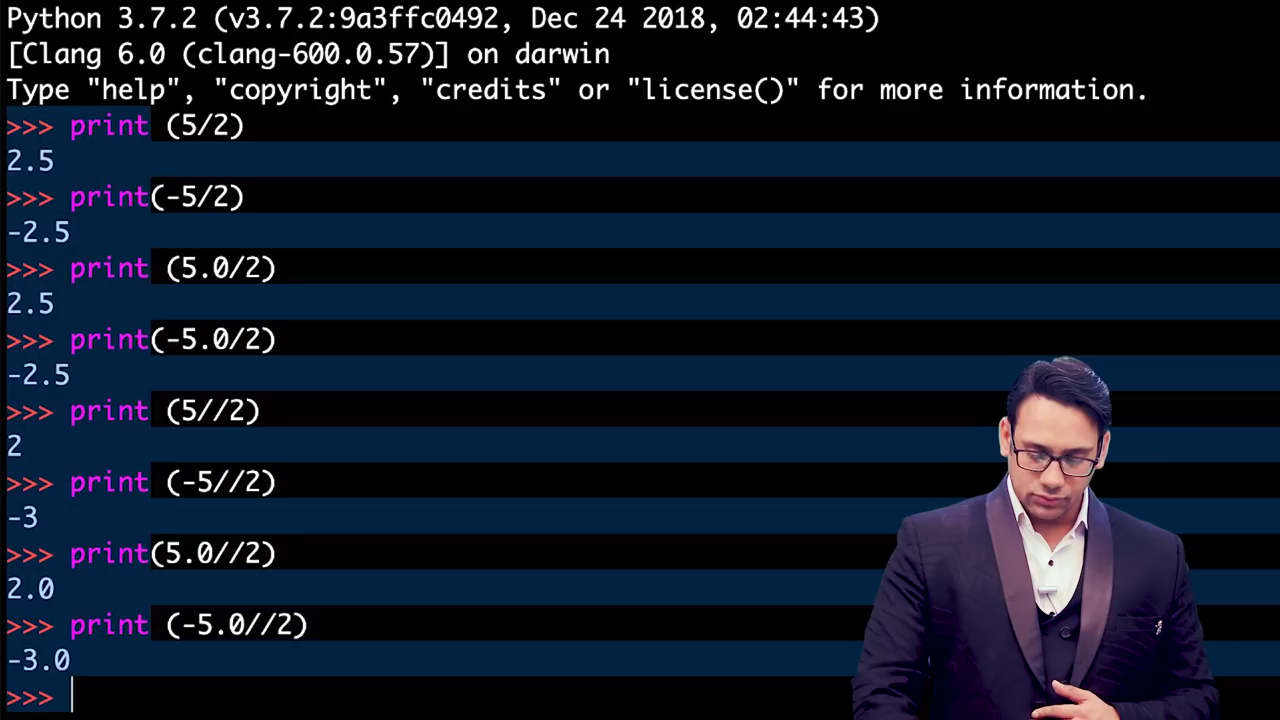 Python 3.7.2 (v3.7.2:9a3ffc0492, Dec 24 2018, 02:44:43)
[Clang 6.0 (clang-600.0.57)] on darwin
Type "help", "copyright", "credits" or "license()" for more information.
>>> print (5/2)
2.5
>>> print(-5/2)
-2.5
>>> print (5.0/2)
2.5
>>> print(-5.0/2)
-2.5
>>> print (5//2)
2
>>> print (-5//2)
-3
>>> print(5.0//2)
2.0
>>> print (-5.0//2)
-3.0
>>>